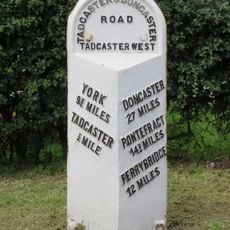 TADCASTER & DONCASTER
ROAD
TADCASTER WEST
YORK
9¾ MILES
TADCASTER
½ MILE
DONCASTER
27 MILES
PONTEFRACT
14½ MILES
FERRYBRIDGE
12 MILES